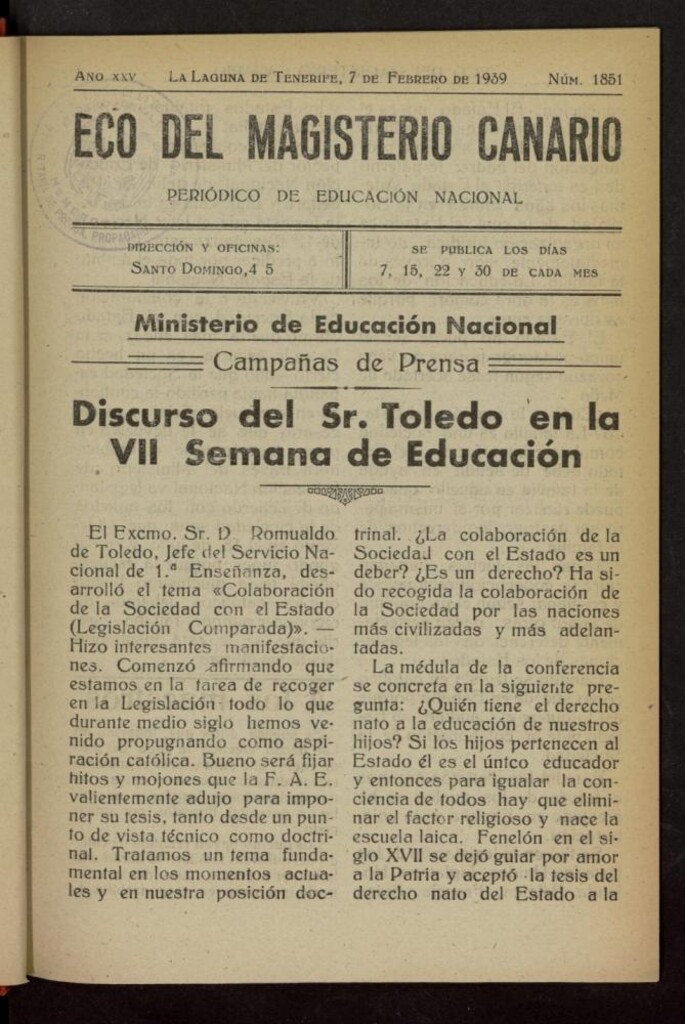 AÑO XXV LA LAGUNA DE TENERIFE, 7 DE FEBRERO DE 1939 NÚM. 1851
ECO DEL MAGISTERIO CANARIO
PERIÓDICO DE EDUCACIÓN NACIONAL
DIRECCIÓN Y OFICINAS:
SANTO DOMINGO,4 5
SE PUBLICA LOS DÍAS
7, 15, 22 Y 30 DE CADA MES
Ministerio de Educación Nacional
Campañas de Prensa
Discurso del Sr. Toledo en la
VII Semana de Educación
El Excmo. Sr. D. Romualdo
de Toledo, Jefe del Servicio Na-
cional de 1.ª Enseñanza, des-
arrolló el tema «Colaboración
de la Sociedad con el Estado
(Legislación Comparada)». —
Hizo interesantes manifestacio-
nes. Comenzó afirmando que
estamos en la tarea de recoger
en la Legislación todo lo que
durante medio siglo hemos ve-
nido propugnando como aspi-
ración católica. Bueno será fijar
hitos y mojones que la F. A. E.
valientemente adujo para impo-
ner su tesis, tanto desde un pun-
to de vista técnico como doctri-
nal. Tratamos un tema funda-
mental en los momentos actua-
les y en nuestra posición doc-
trinal. ¿La colaboración de la
Sociedad con el Estado es un
deber? ¿Es un derecho? Ha si-
do recogida la colaboración de
la Sociedad por las naciones
más civilizadas y más adelan-
tadas.
La médula de la conferencia
se concreta en la siguiente pre-
gunta: ¿Quién tiene el derecho
nato a la educación de nuestros
hijos? Si los hijos pertenecen al
Estado él es el úntco educador
y entonces para igualar la con-
ciencia de todos hay que elimi-
nar el factor religioso y nace la
escuela laica. Fenelón en el si-
glo XVII se dejó guiar por amor
a la Patria y aceptó la tesis del
derecho nato del Estado a la